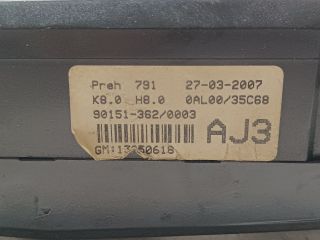 Preh 791 27-03-2007
K8.0 H8.0 0AL00/35C68
90151-362/0003
AJ3
GM:13250618